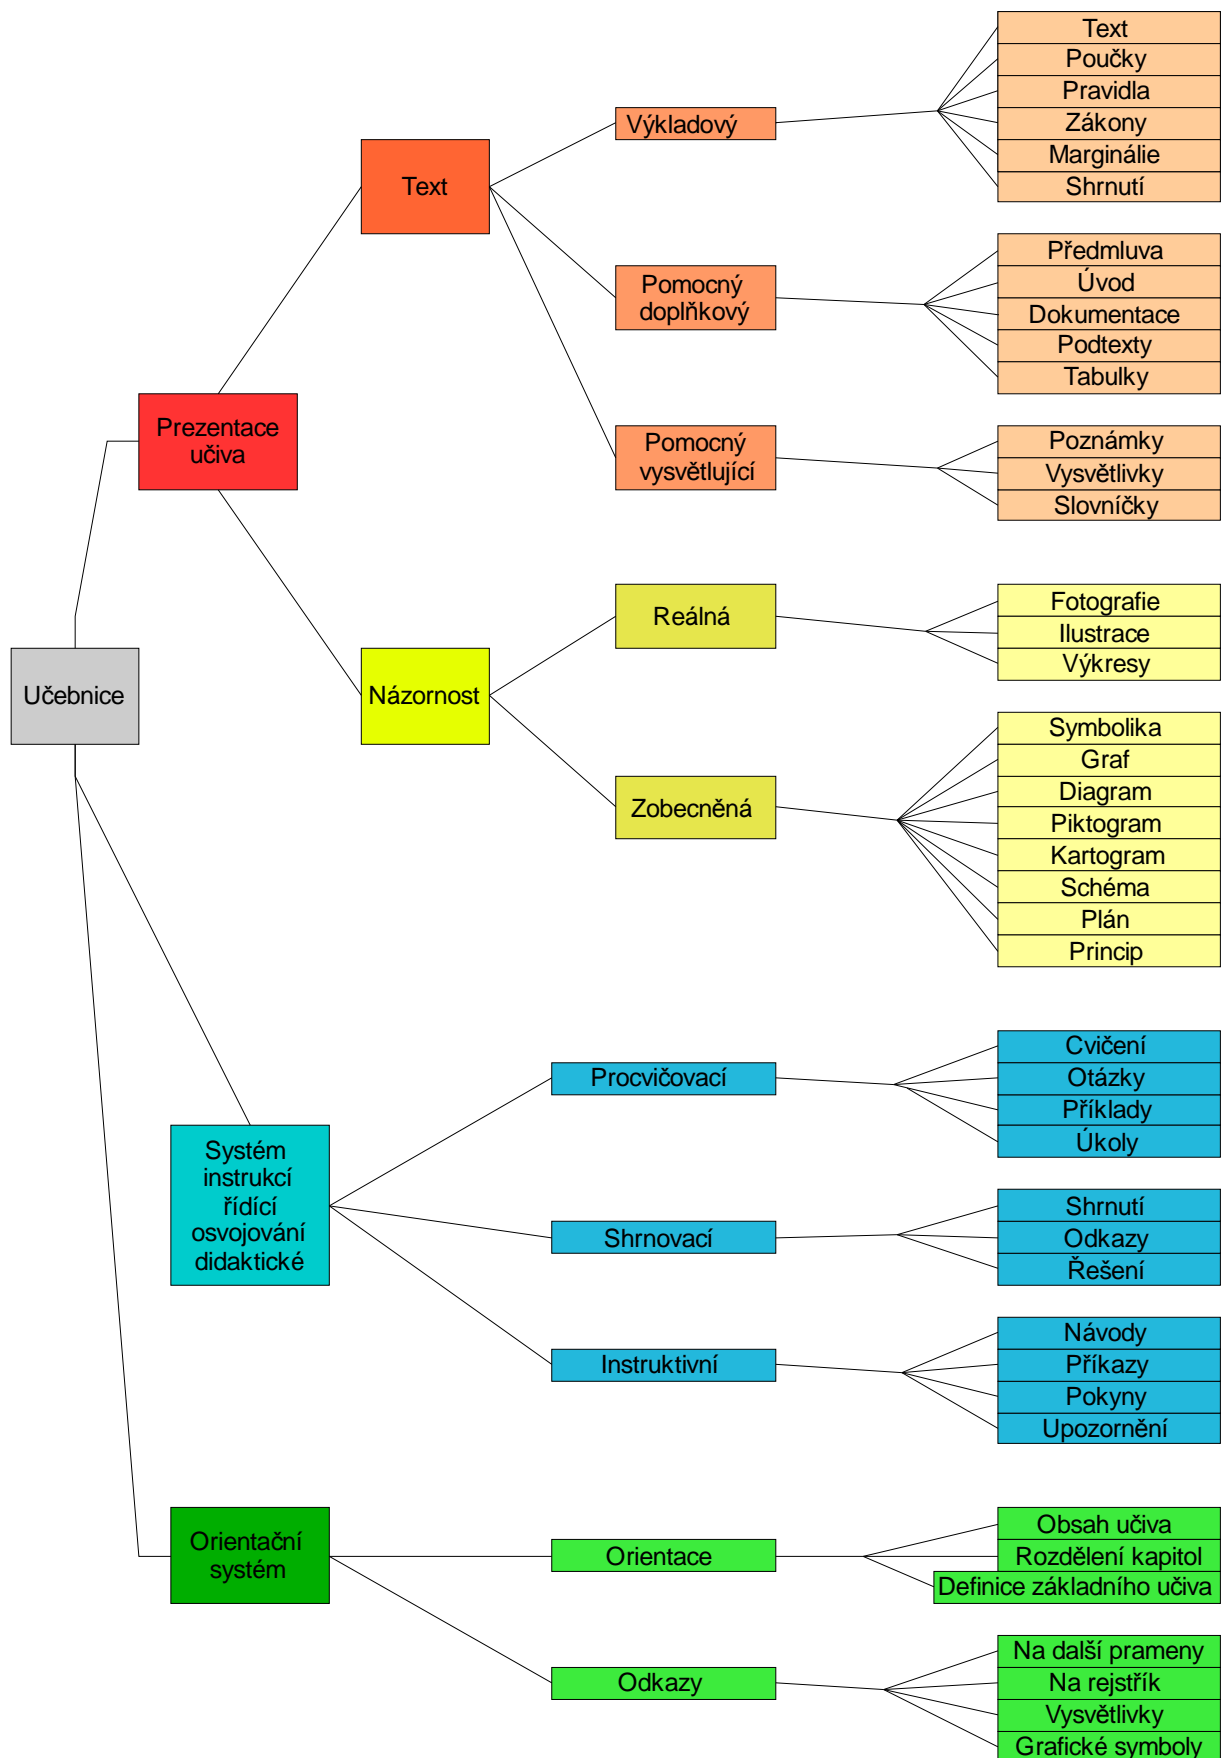 Učebnice
Prezentace
učiva
Text
Výkladový
Text
Poučky
Pravidla
Zákony
Marginálie
Shrnutí
Pomocný
doplňkový
Předmluva
Úvod
Dokumentace
Podtexty
Tabulky
Pomocný
vysvětlující
Poznámky
Vysvětlivky
Slovníčky
Názornost
Reálná
Fotografie
Ilustrace
Výkresy
Zobecněná
Symbolika
Graf
Diagram
Piktogram
Kartogram
Schéma
Plán
Princip
Systém
instrukcí
řídící
osvojování
didaktické
Procvičovací
Cvičení
Otázky
Příklady
Úkoly
Shrnovací
Shrnutí
Odkazy
Řešení
Instruktivní
Návody
Příkazy
Pokyny
Upozornění
Orientační
systém
Orientace
Obsah učiva
Rozdělení kapitol
Definice základního učiva
Odkazy
Na další prameny
Na rejstřík
Vysvětlivky
Grafické symboly